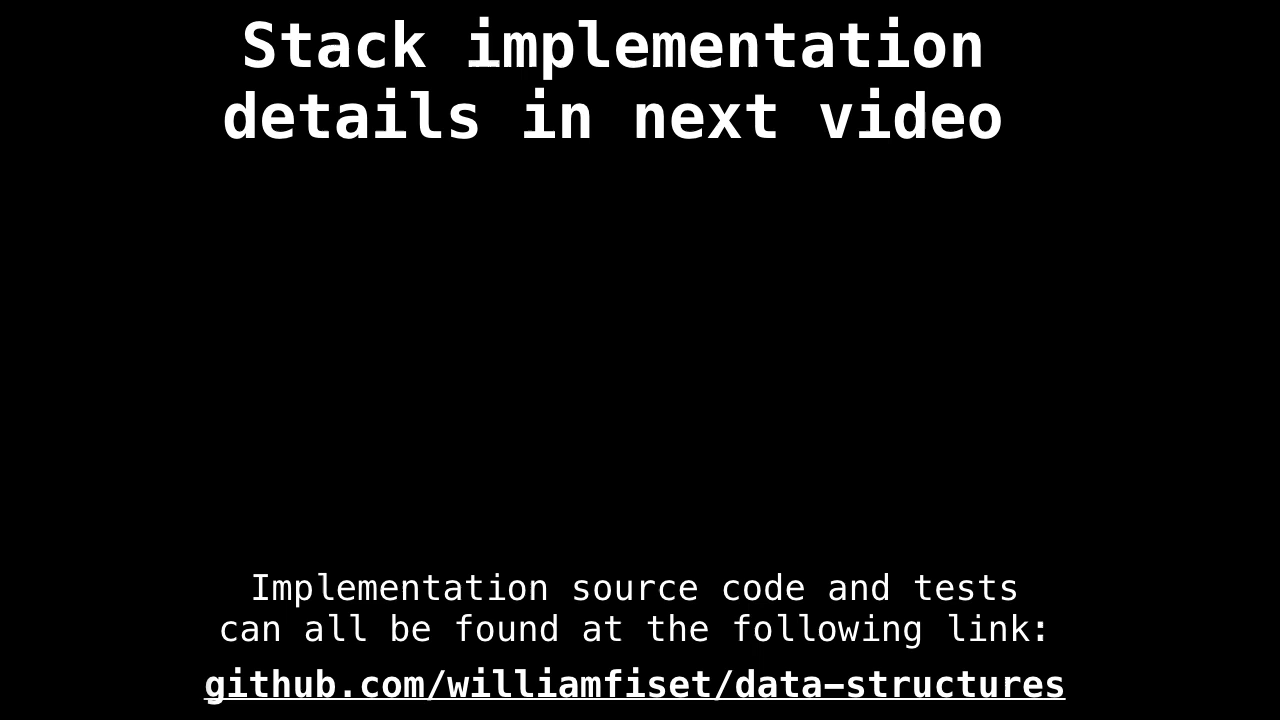 Stack implementation
details in next video
Implementation source code and tests
can all be found at the following link:
github.com/williamfiset/data-structures